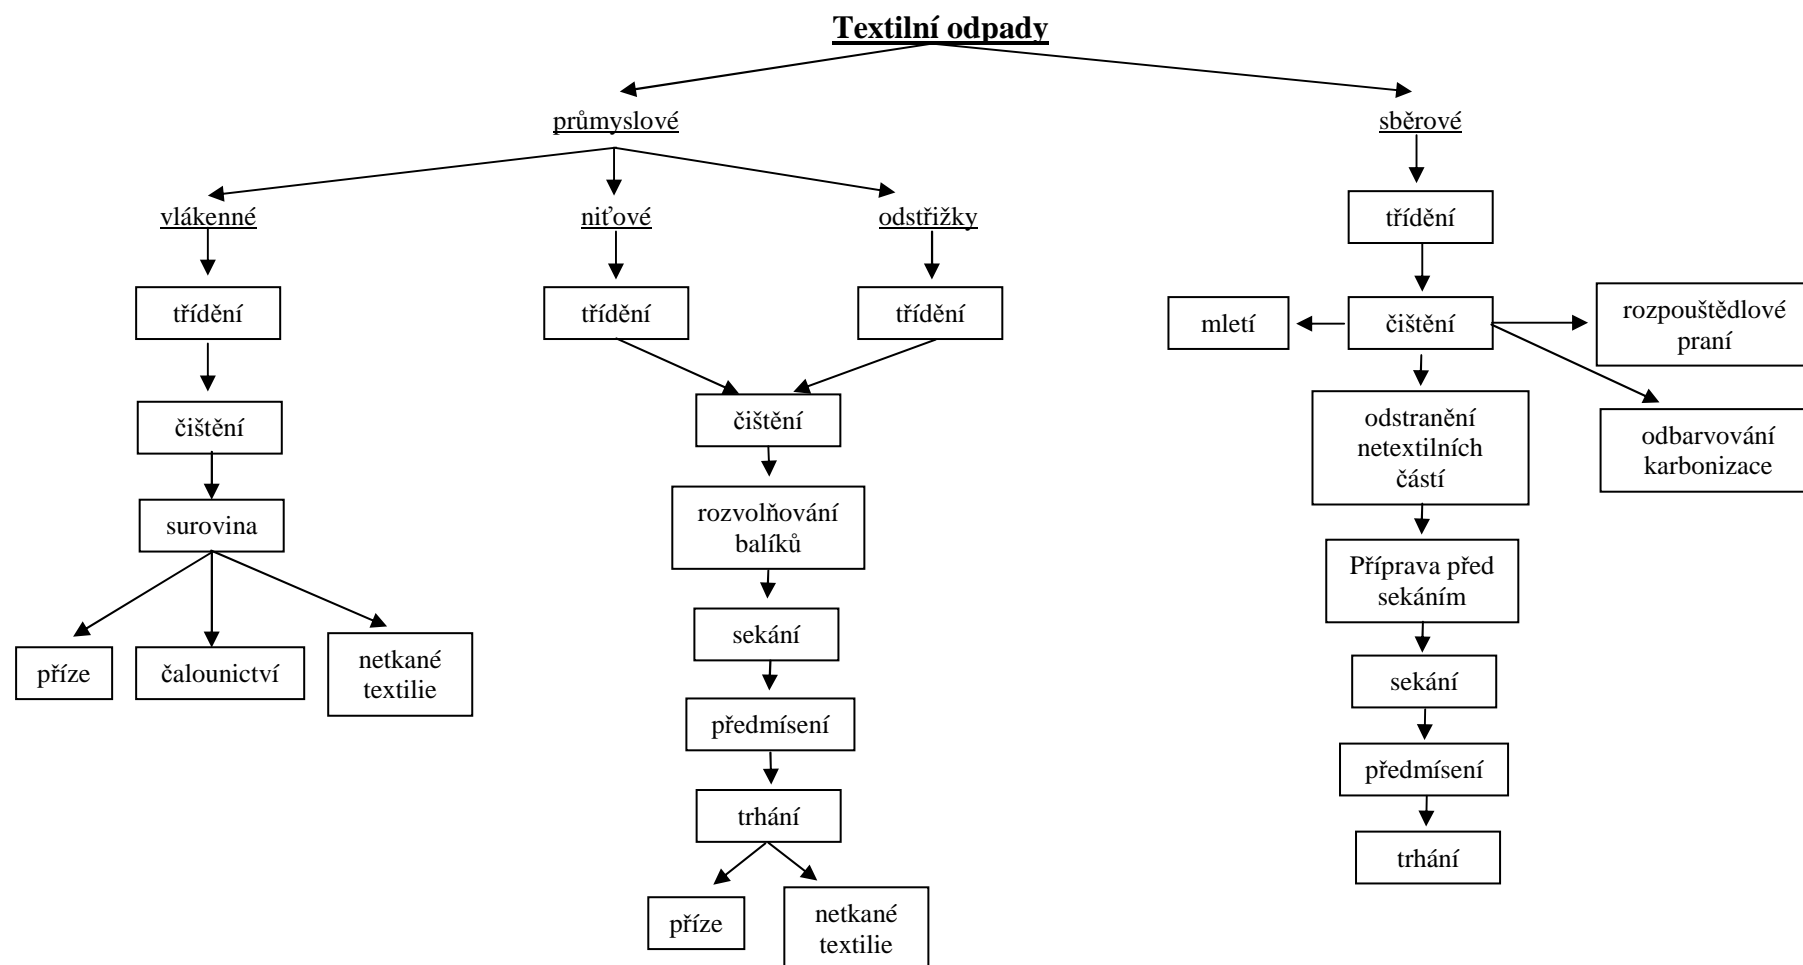 Textilní odpady
průmyslové
sběrové
vlákenné
niťové
odstřižky
třídění
třídění
třídění
třídění
mletí
čištění
rozpouštědlové
praní
čištění
čištění
odstranění
netextilních
částí
odbarvování
karbonizace
surovina
rozvolňování
balíků
Příprava před
sekáním
příze
čalounictví
netkané
textilie
sekání
sekání
předmísení
předmísení
trhání
trhání
příze
netkané
textilie